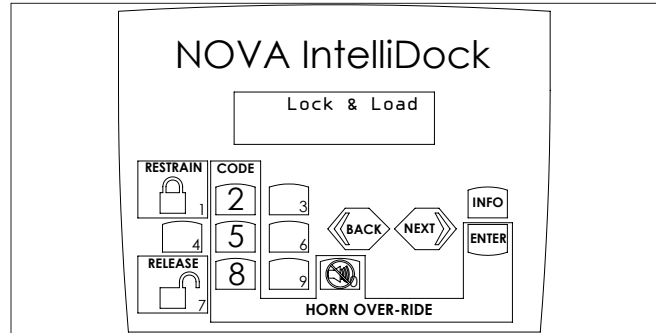 NOVA IntelliDock
Lock & Load
RESTRAIN
CODE
1
2
3
INFO
4
5
6
BACK
NEXT
ENTER
RELEASE
7
8
9
0
HORN OVER-RIDE